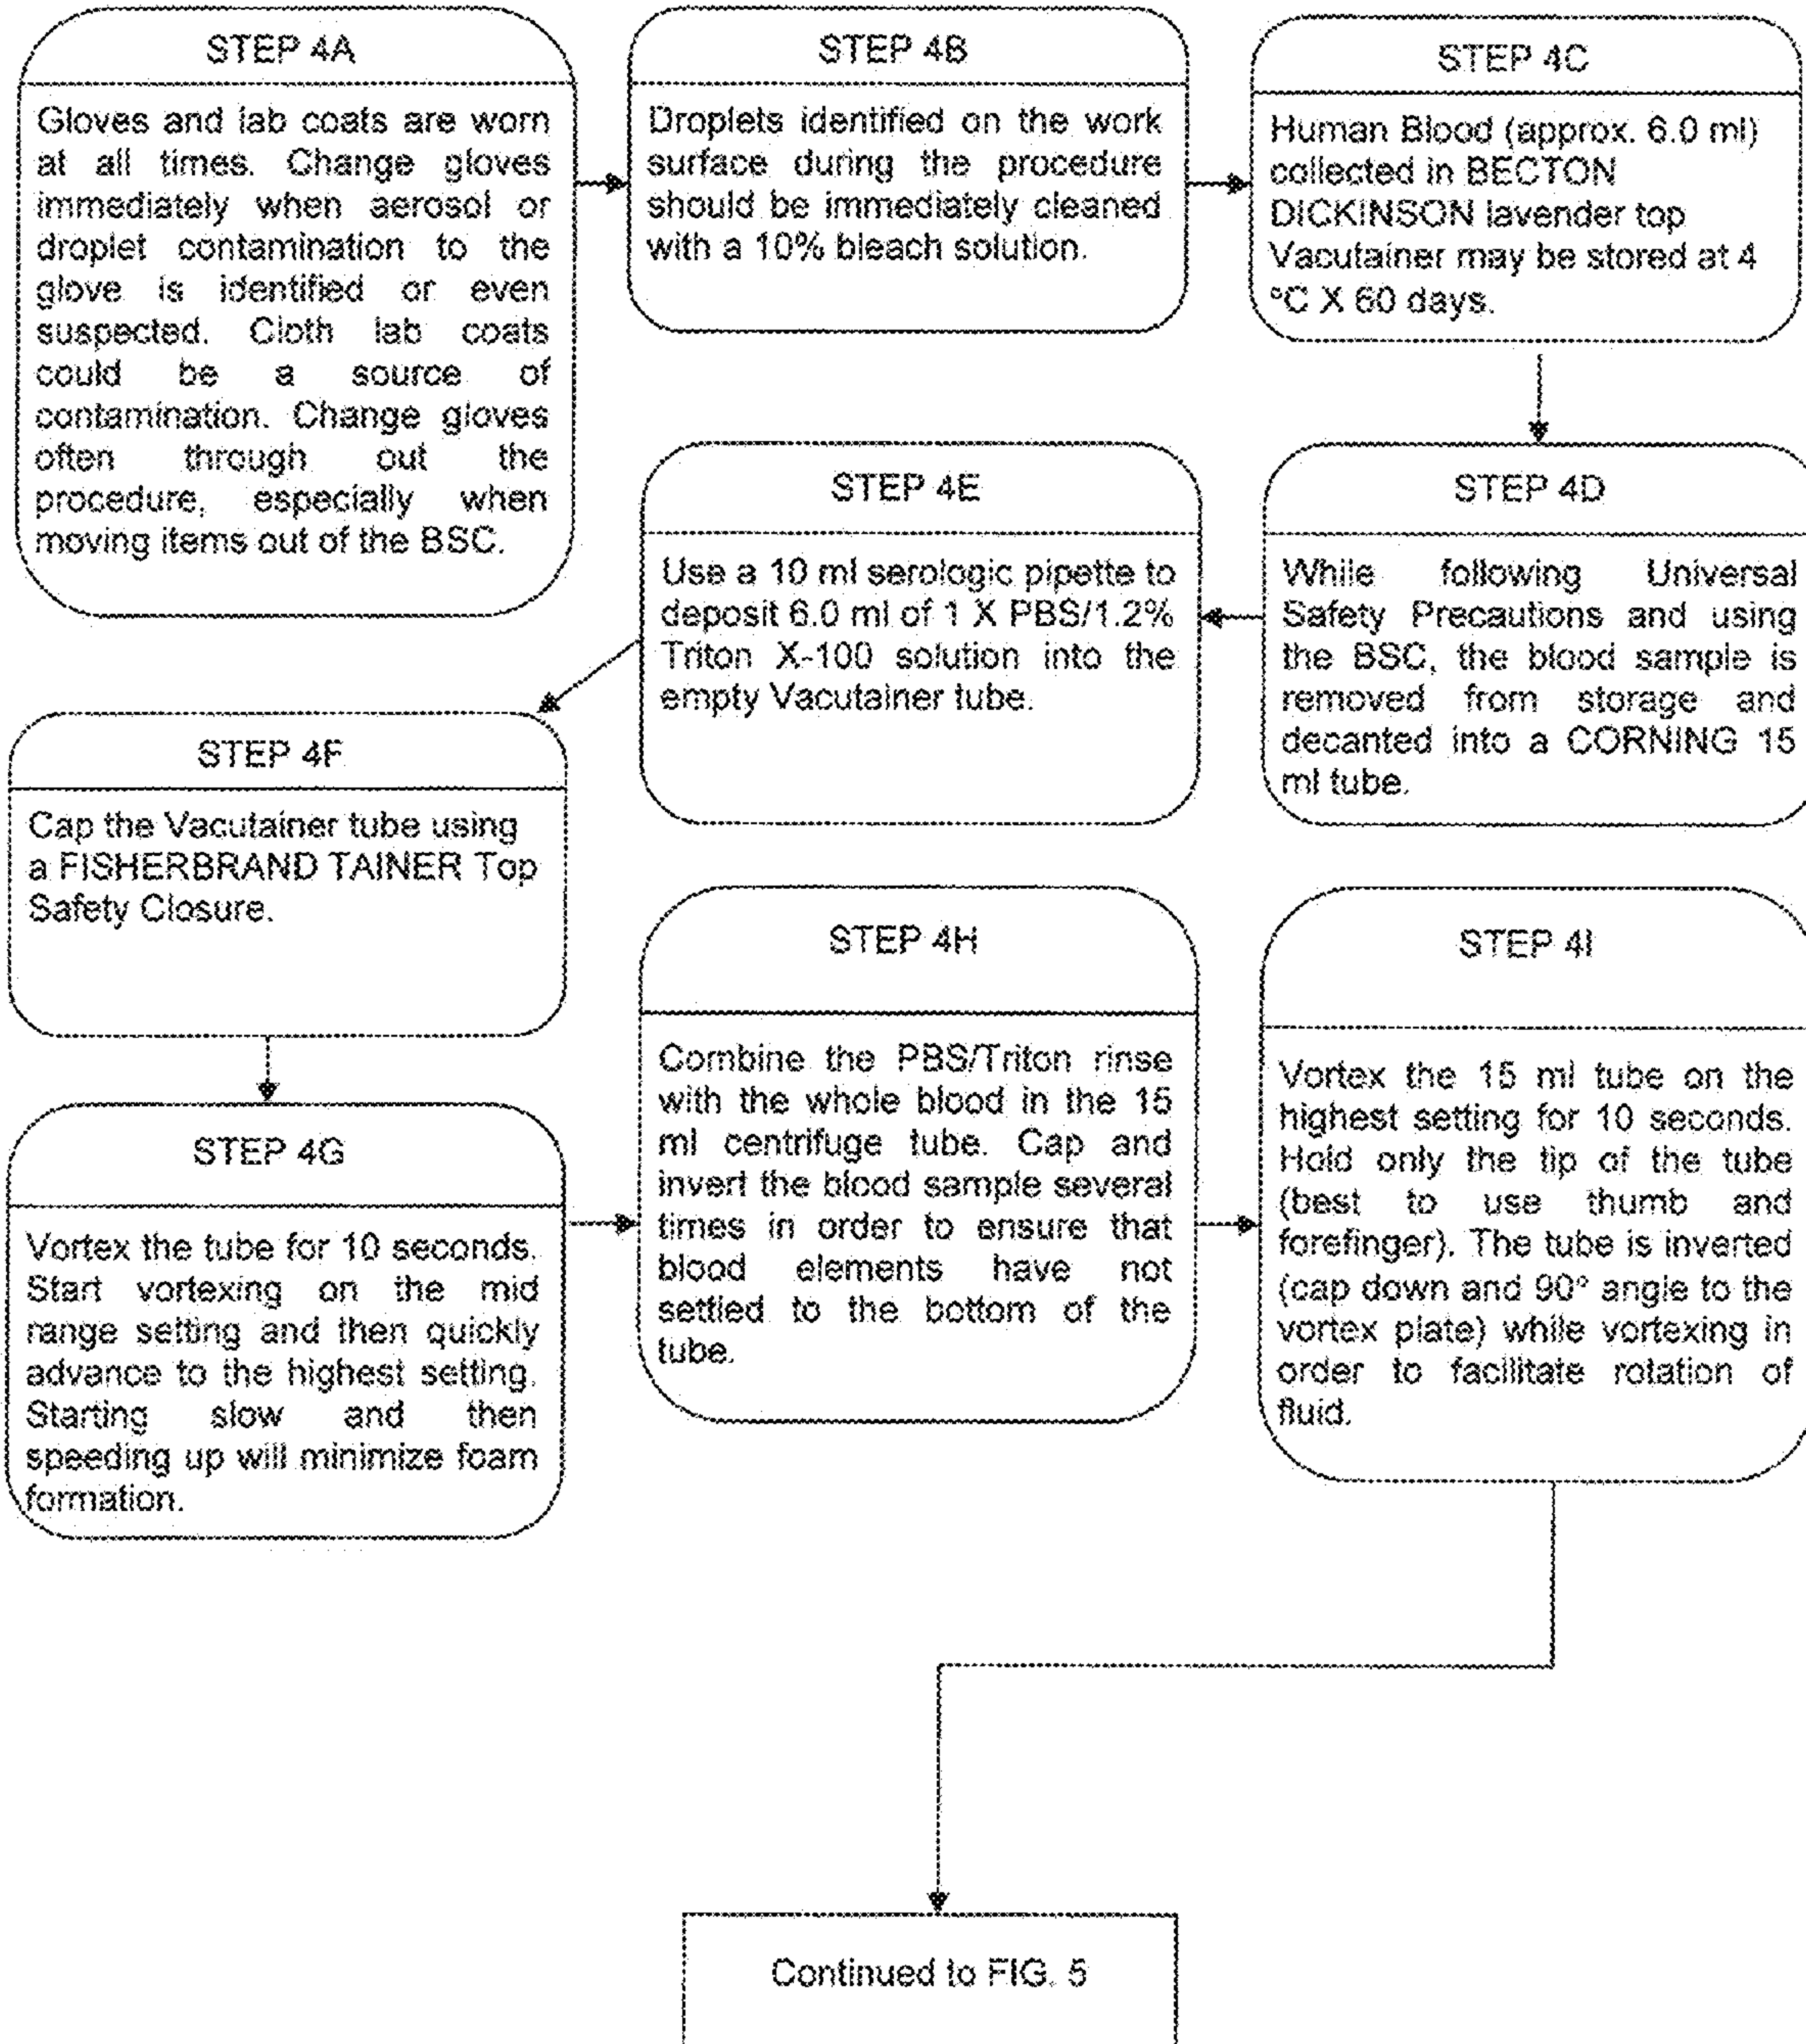 STEP 4A
Gloves and lab coats are worn
at all times. Change gloves
immediately when aerosol or
droplet contamination to the
glove is identified or even
suspected. Cloth lab coats
could be a source of
contamination. Change gloves
often through out the
procedure, especially when
moving items out of the BSC.
STEP 4B
Droplets identified on the work
surface during the procedure
should be immediately cleaned
with a 10% bleach solution.
STEP 4C
Human Blood (approx. 6.0 ml)
collected in BECTON
DICKINSON lavender top
Vacutainer may be stored at 4
°C X 60 days.
STEP 4D
While following Universal
Safety Precautions and using
the BSC, the blood sample is
removed from storage and
decanted into a CORNING 15
ml tube.
STEP 4E
Use a 10 ml serologic pipette to
deposit 6.0 ml of 1 X PBS/1.2%
Triton X-100 solution into the
empty Vacutainer tube.
STEP 4F
Cap the Vacutainer tube using
a FISHERBRAND TAINER Top
Safety Closure.
STEP 4G
Vortex the tube for 10 seconds.
Start vortexing on the mid
range setting and then quickly
advance to the highest setting.
Starting slow and then
speeding up will minimize foam
formation.
STEP 4H
Combine the PBS/Triton rinse
with the whole blood in the 15
ml centrifuge tube. Cap and
invert the blood sample several
times in order to ensure that
blood elements have not
settled to the bottom of the
tube.
STEP 4I
Vortex the 15 ml tube on the
highest setting for 10 seconds.
Hold only the tip of the tube
(best to use thumb and
forefinger). The tube is inverted
(cap down and 90° angle to the
vortex plate) while vortexing in
order to facilitate rotation of
fluid.
Continued to FIG. 5